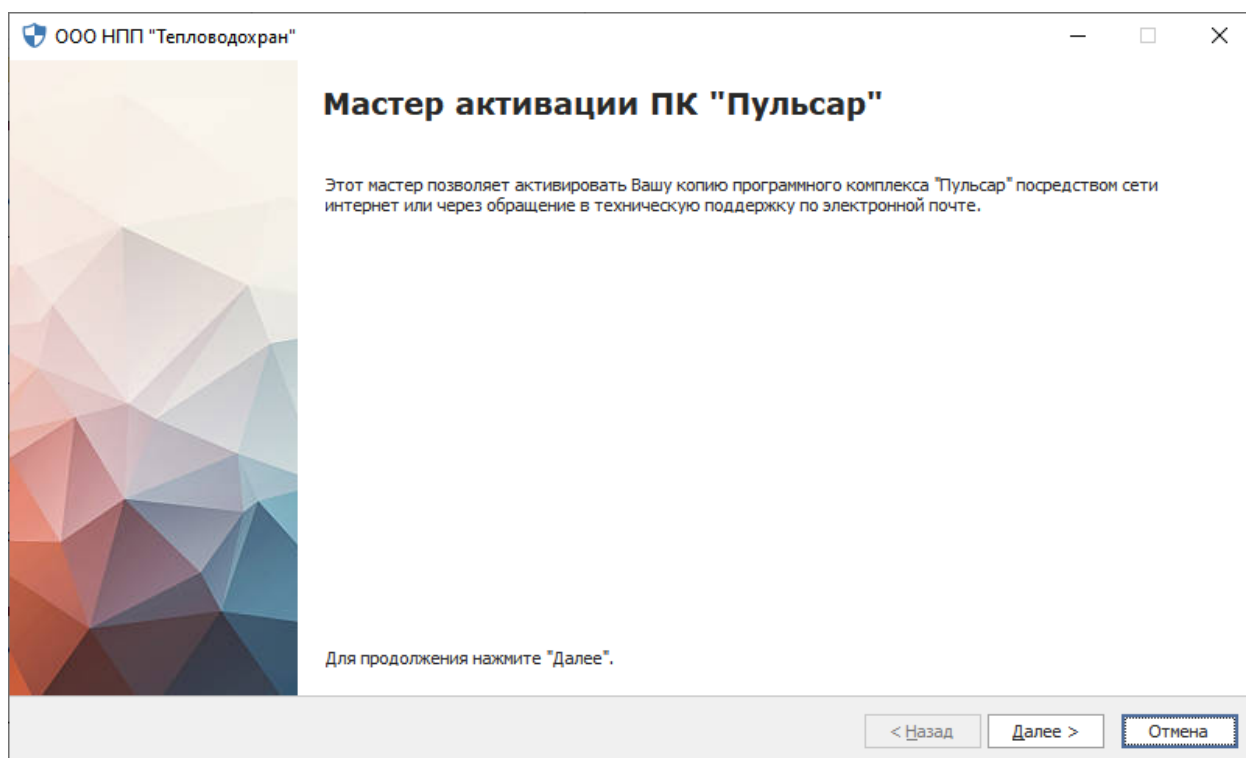 ООО НПП "Тепловодохран"
Мастер активации ПК "Пульсар"
Этот мастер позволяет активировать Вашу копию программного комплекса "Пульсар" посредством сети
интернет или через обращение в техническую поддержку по электронной почте.
Для продолжения нажмите "Далее".
< Назад Далее > Отмена